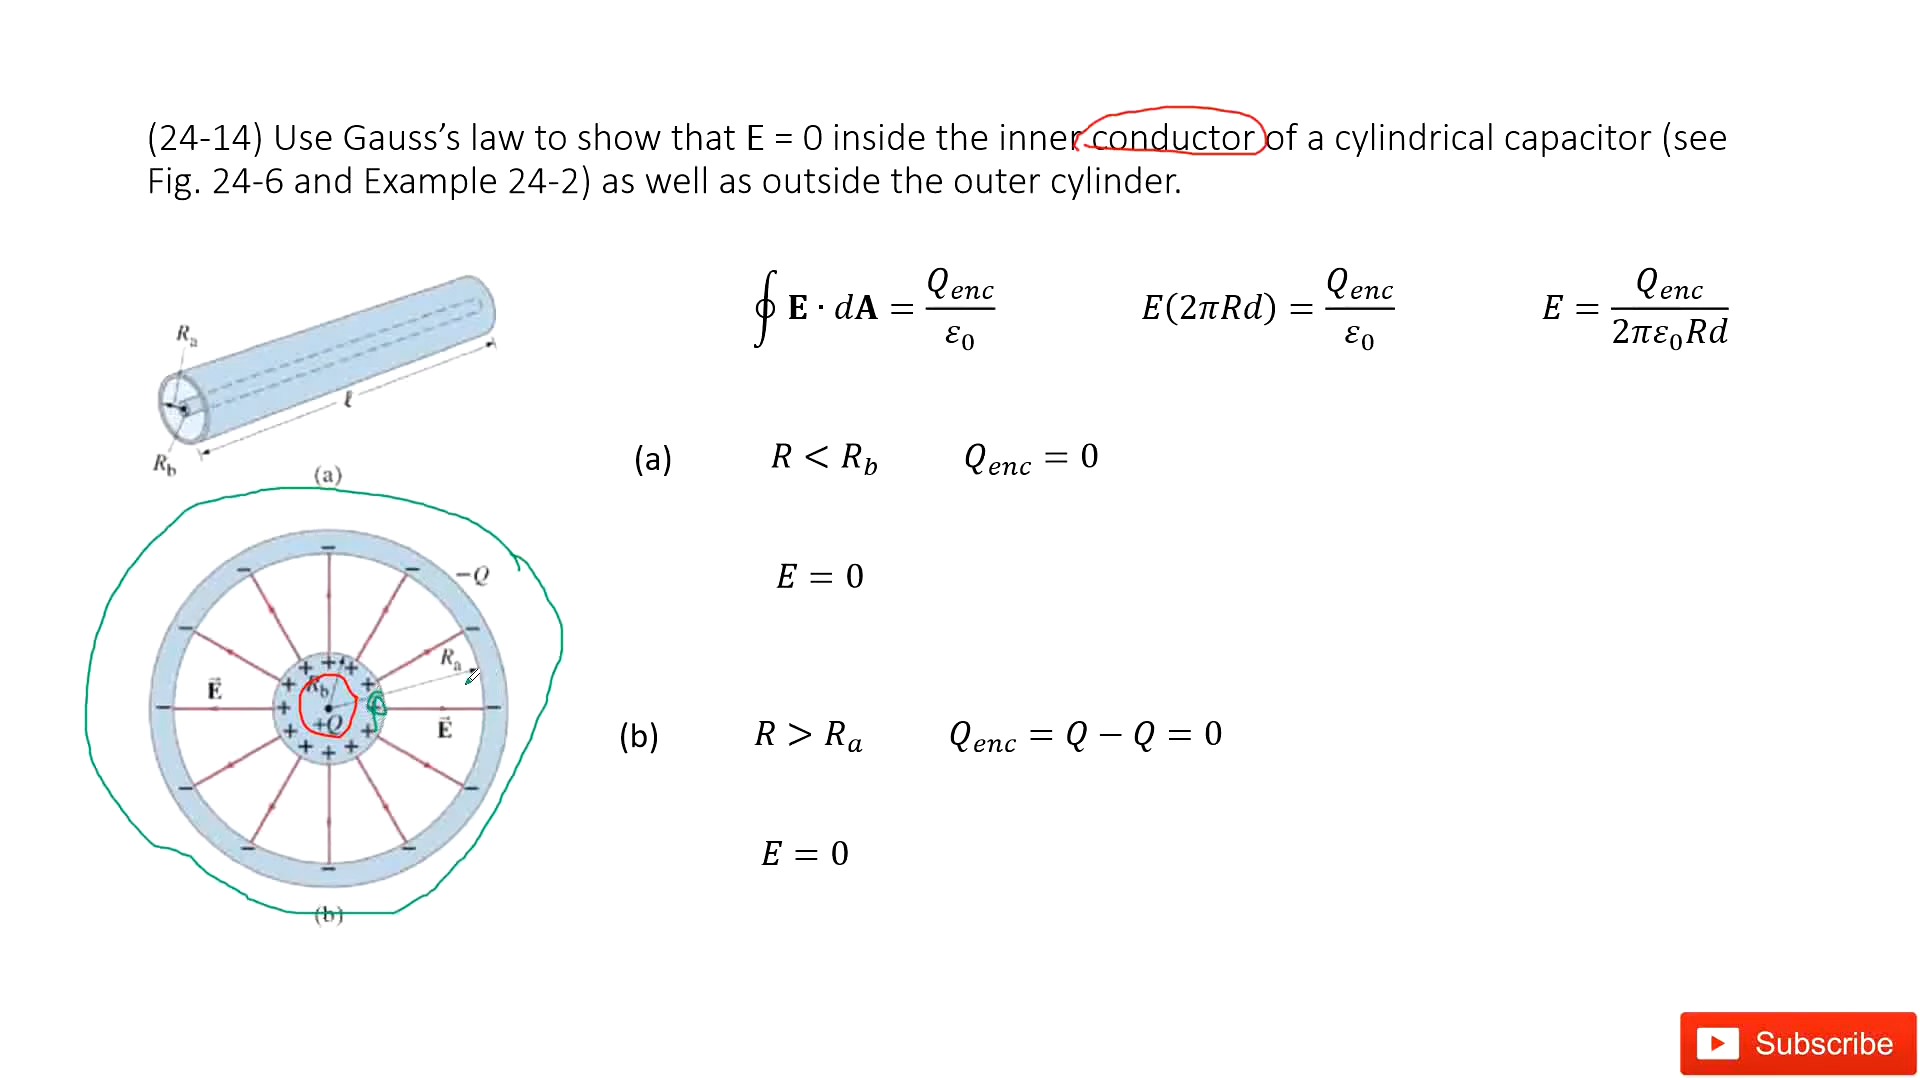 (24-14) Use Gauss's law to show that E = 0 inside the inner conductor of a cylindrical capacitor (see
Fig. 24-6 and Example 24-2) as well as outside the outer cylinder.
∮ 𝐄 · d𝐀 = Q_enc / ε₀
E(2πRd) = Q_enc / ε₀
E = Q_enc / 2πε₀Rd
R_a
ℓ
R_b
(a)
(a) R < R_b Q_enc = 0
E = 0
−Q
R_a
R_b
E⃗
+Q
E⃗
(b)
(b) R > R_a Q_enc = Q − Q = 0
E = 0
Subscribe